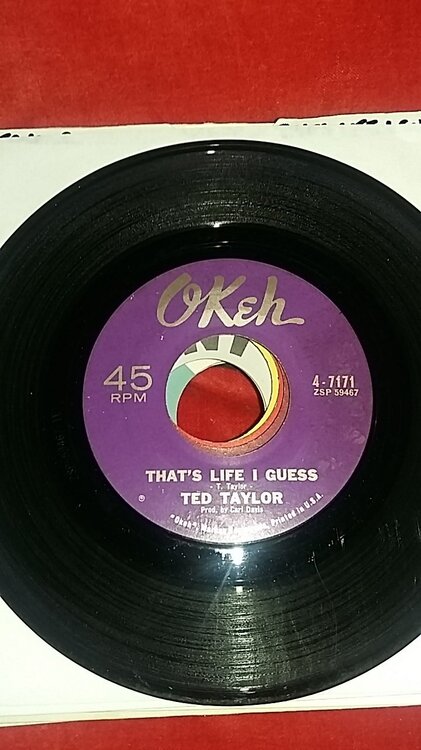 OKeh
45
RPM
4-7171
ZSP 59467
THAT'S LIFE I GUESS
- T. Taylor -
TED TAYLOR
Prod. by Carl Davis
℗
"Okeh" Printed in U.S.A.